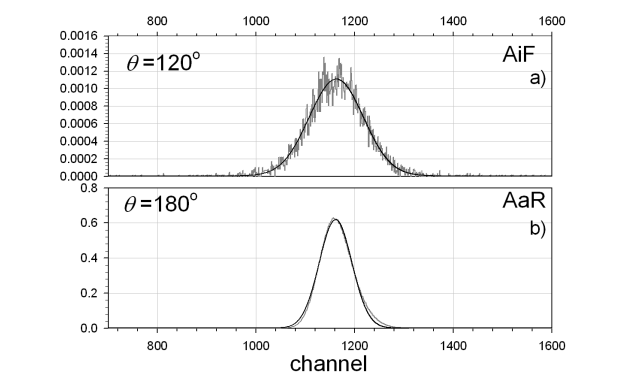 800 1000 1200 1400 1600
0.0016
0.0014
0.0012
0.0010
0.0008
0.0006
0.0004
0.0002
0.0000
θ=120°
AiF
a)
0.8
0.6
0.4
0.2
0.0
θ=180°
AaR
b)
800 1000 1200 1400 1600
channel